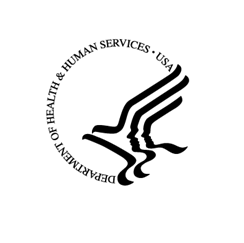 DEPARTMENT OF HEALTH & HUMAN SERVICES • USA